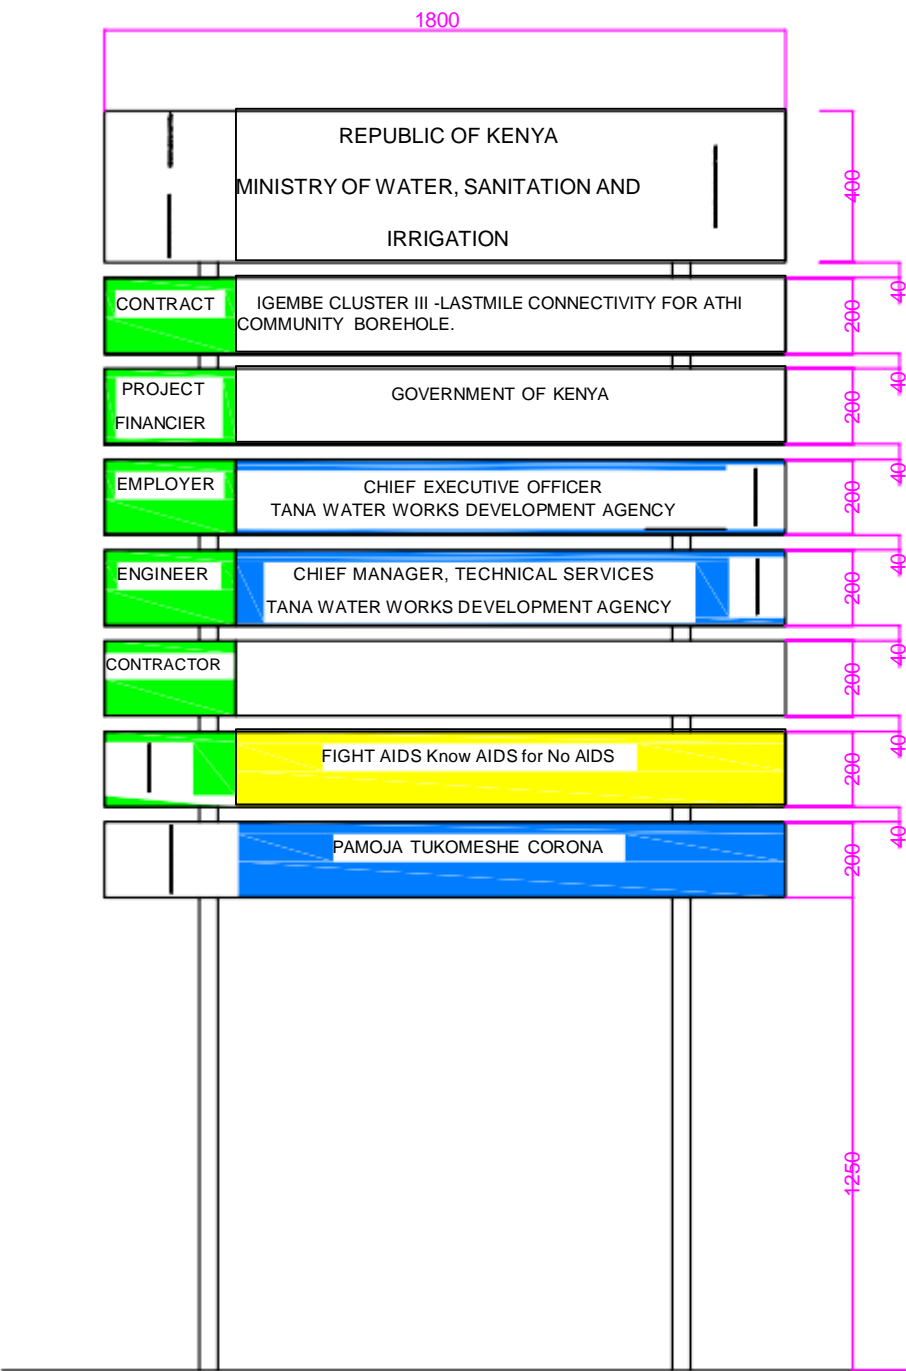 1800
REPUBLIC OF KENYA
MINISTRY OF WATER, SANITATION AND
IRRIGATION
400
40
CONTRACT
IGEMBE CLUSTER III -LASTMILE CONNECTIVITY FOR ATHI
COMMUNITY BOREHOLE.
200
40
PROJECT
FINANCIER
GOVERNMENT OF KENYA
200
40
EMPLOYER
CHIEF EXECUTIVE OFFICER
TANA WATER WORKS DEVELOPMENT AGENCY
200
40
ENGINEER
CHIEF MANAGER, TECHNICAL SERVICES
TANA WATER WORKS DEVELOPMENT AGENCY
200
40
CONTRACTOR
200
40
FIGHT AIDS Know AIDS for No AIDS
200
40
PAMOJA TUKOMESHE CORONA
200
1250